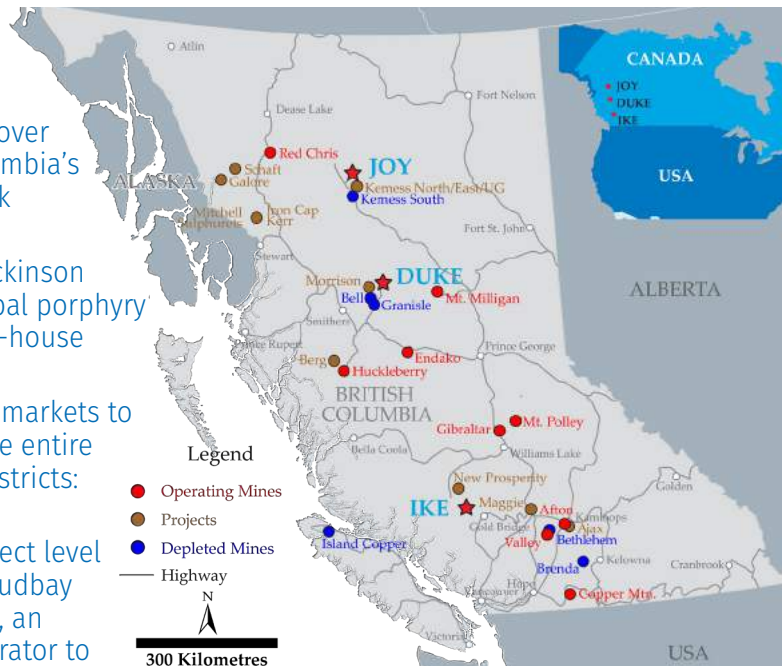 over
mbia's
k
ckinson
bal porphyry
-house
markets to
e entire
stricts:
ect level
udbay
, an
rator to
Atlin
Fort Nelson
Dease Lake
Red Chris
JOY
Schaft
Galore
ALASKA
Kemess North/East/UG
Kemess South
Mitchell
Sulphurets
Iron Cap
Kerr
Fort St. John
Stewart
DUKE
Morrison
Bell
Granisle
Mt. Milligan
ALBERTA
Smithers
Prince Rupert
Prince George
Endako
Berg
Huckleberry
BRITISH
COLUMBIA
Mt. Polley
Gibraltar
Bella Coola
Williams Lake
New Prosperity
Golden
IKE
Maggie
Afton
Kamloops
Gold Bridge
Ajax
Valley
Bethlehem
Island Copper
Brenda
Kelowna
Cranbrook
Hope
Vancouver
Copper Mtn.
Victoria
USA
Legend
Operating Mines
Projects
Depleted Mines
Highway
N
300 Kilometres
CANADA
JOY
DUKE
IKE
USA